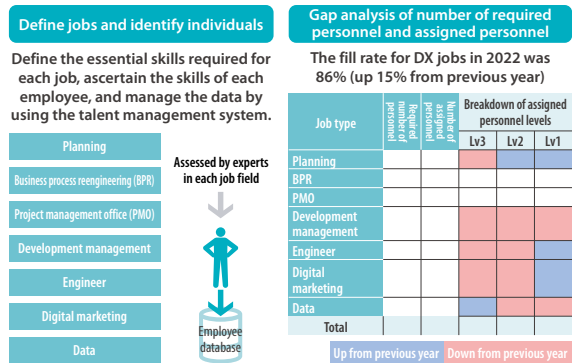 Define jobs and identify individuals
Define the essential skills required for
each job, ascertain the skills of each
employee, and manage the data by
using the talent management system.
Planning
Business process reengineering (BPR)
Project management office (PMO)
Development management
Engineer
Digital marketing
Data
Assessed by experts
in each job field
Employee
database
Gap analysis of number of required
personnel and assigned personnel
The fill rate for DX jobs in 2022 was
86% (up 15% from previous year)
Job type
Required
number of
personnel
Number of
assigned
personnel
Breakdown of assigned
personnel levels
Lv3 Lv2 Lv1
Planning
BPR
PMO
Development
management
Engineer
Digital
marketing
Data
Total
Up from previous year
Down from previous year